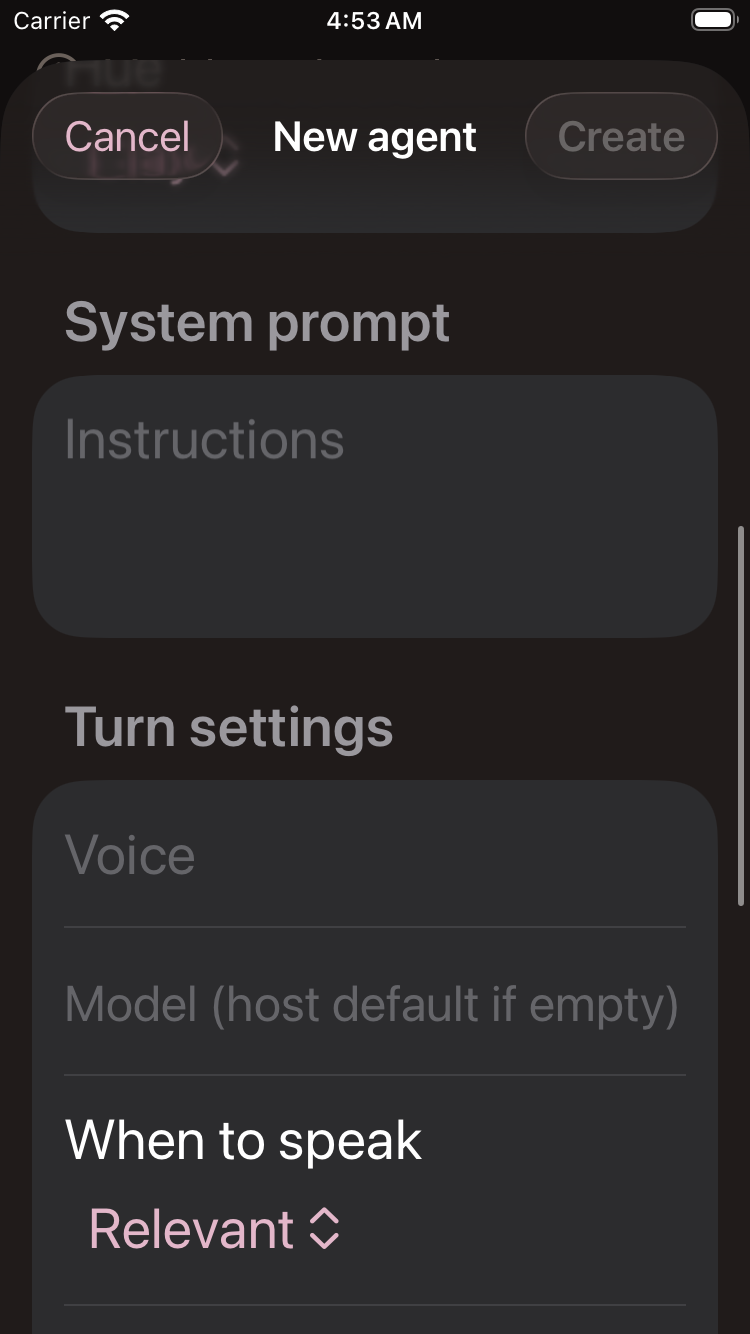 Carrier
4:53 AM
Hue
Cancel
New agent
Create
System prompt
Instructions
Turn settings
Voice
Model (host default if empty)
When to speak
Relevant